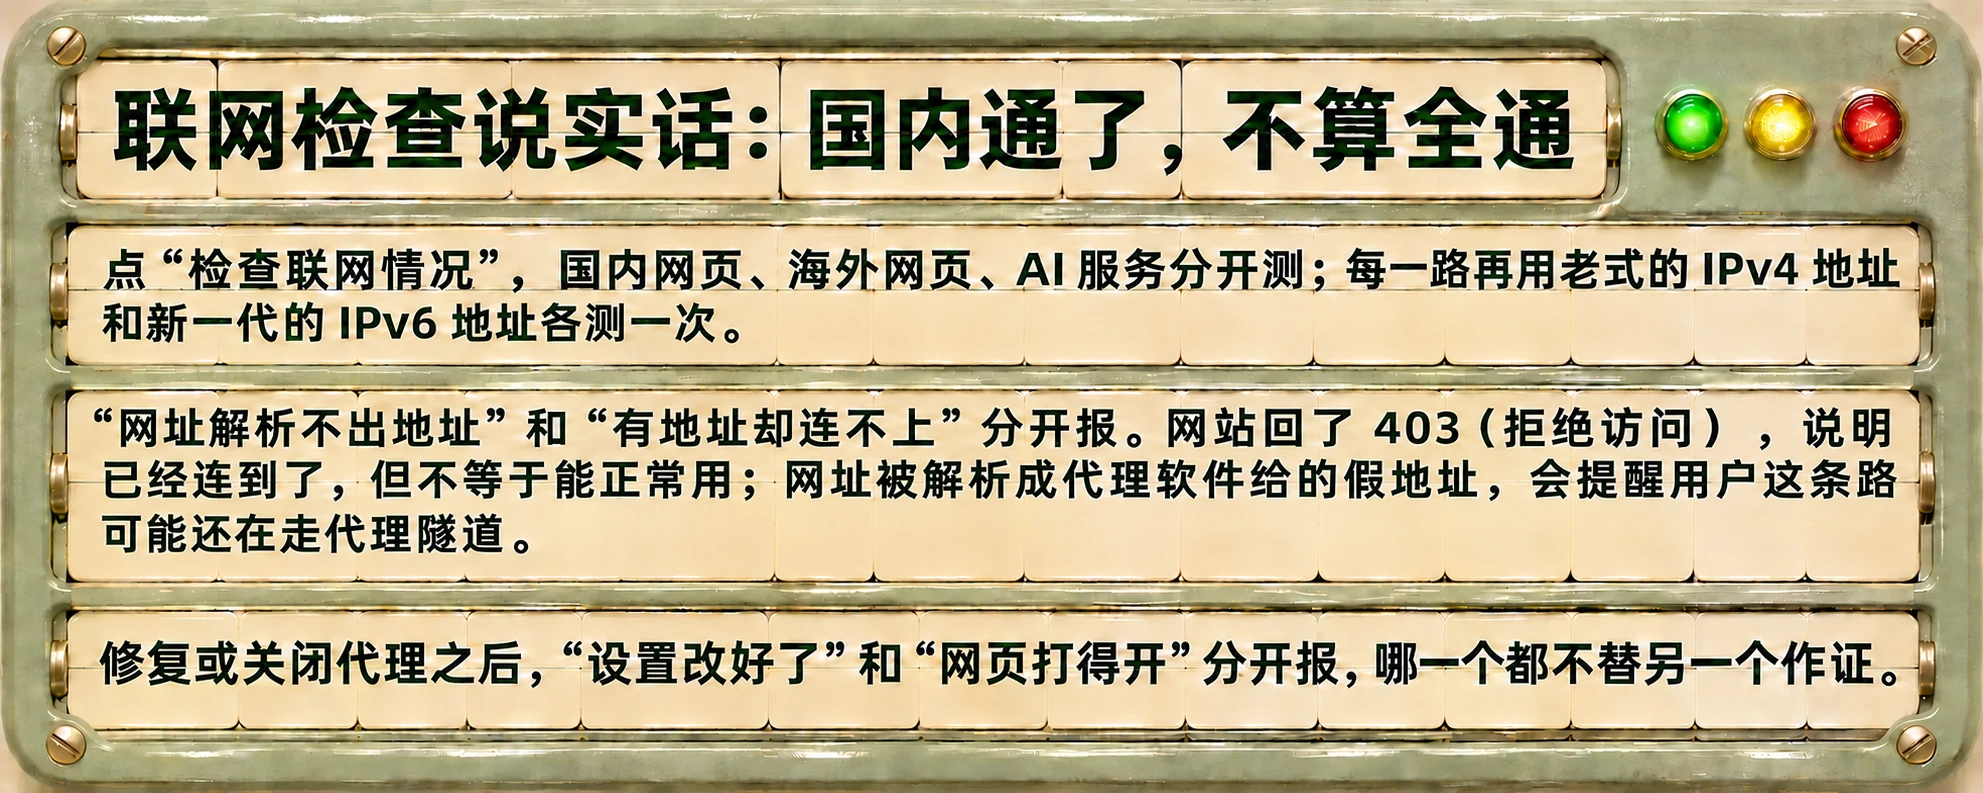 联网检查说实话：国内通了，不算全通
点“检查联网情况”，国内网页、海外网页、AI 服务分开测；每一路再用老式的 IPv4 地址
和新一代的 IPv6 地址各测一次。
“网址解析不出地址”和“有地址却连不上”分开报。网站回了 403（拒绝访问），说明
已经连到了，但不等于能正常用；网址被解析成代理软件给的假地址，会提醒用户这条路
可能还在走代理隧道。
修复或关闭代理之后，“设置改好了”和“网页打得开”分开报，哪一个都不替另一个作证。